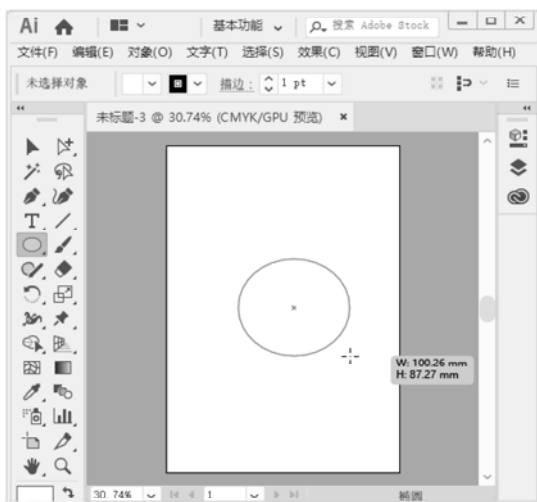 Ai
基本功能
搜索 Adobe Stock
文件(F) 编辑(E) 对象(O) 文字(T) 选择(S) 效果(C) 视图(V) 窗口(W) 帮助(H)
未选择对象 描边: 1 pt
未标题-3 @ 30.74% (CMYK/GPU 预览) ×
W: 100.26 mm
H: 87.27 mm
30.74% 1 椭圆